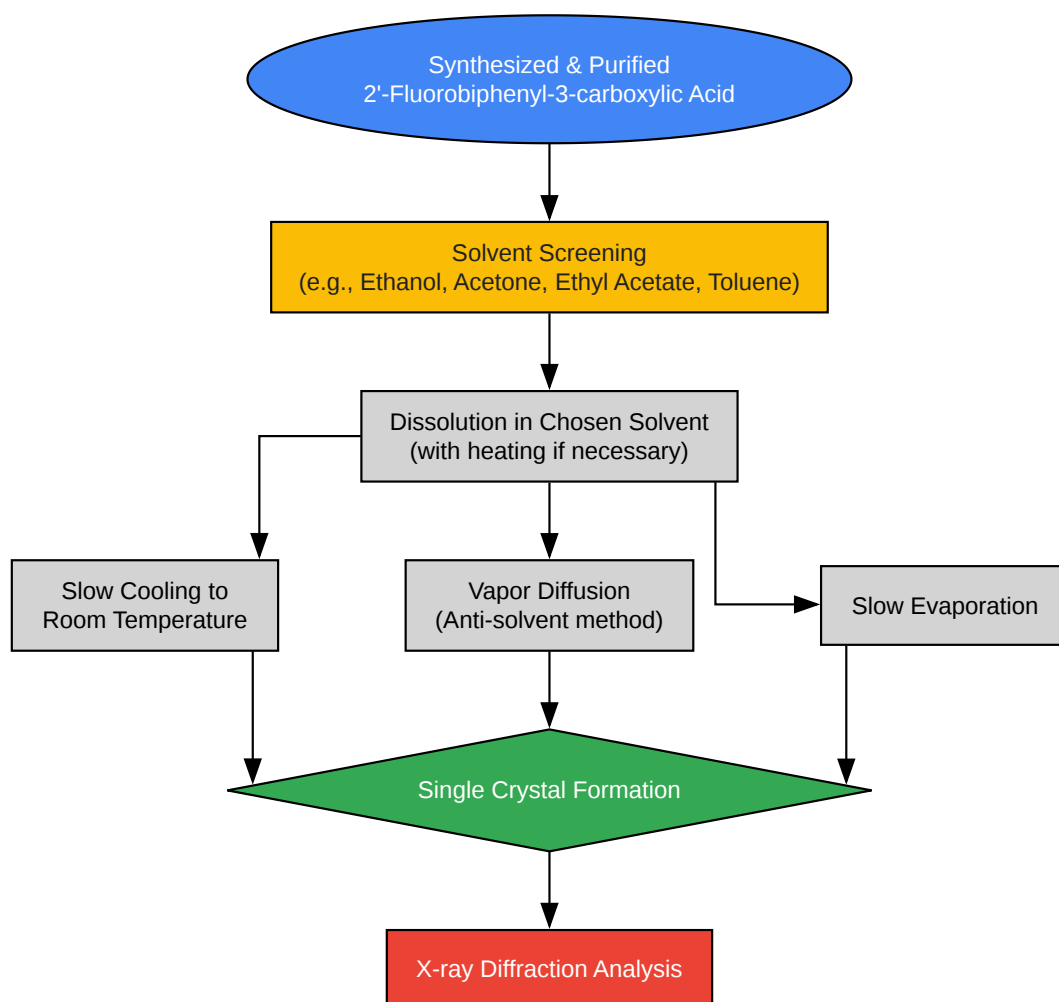 Synthesized & Purified
2'-Fluorobiphenyl-3-carboxylic Acid
Solvent Screening
(e.g., Ethanol, Acetone, Ethyl Acetate, Toluene)
Dissolution in Chosen Solvent
(with heating if necessary)
Slow Cooling to
Room Temperature
Vapor Diffusion
(Anti-solvent method)
Slow Evaporation
Single Crystal Formation
X-ray Diffraction Analysis